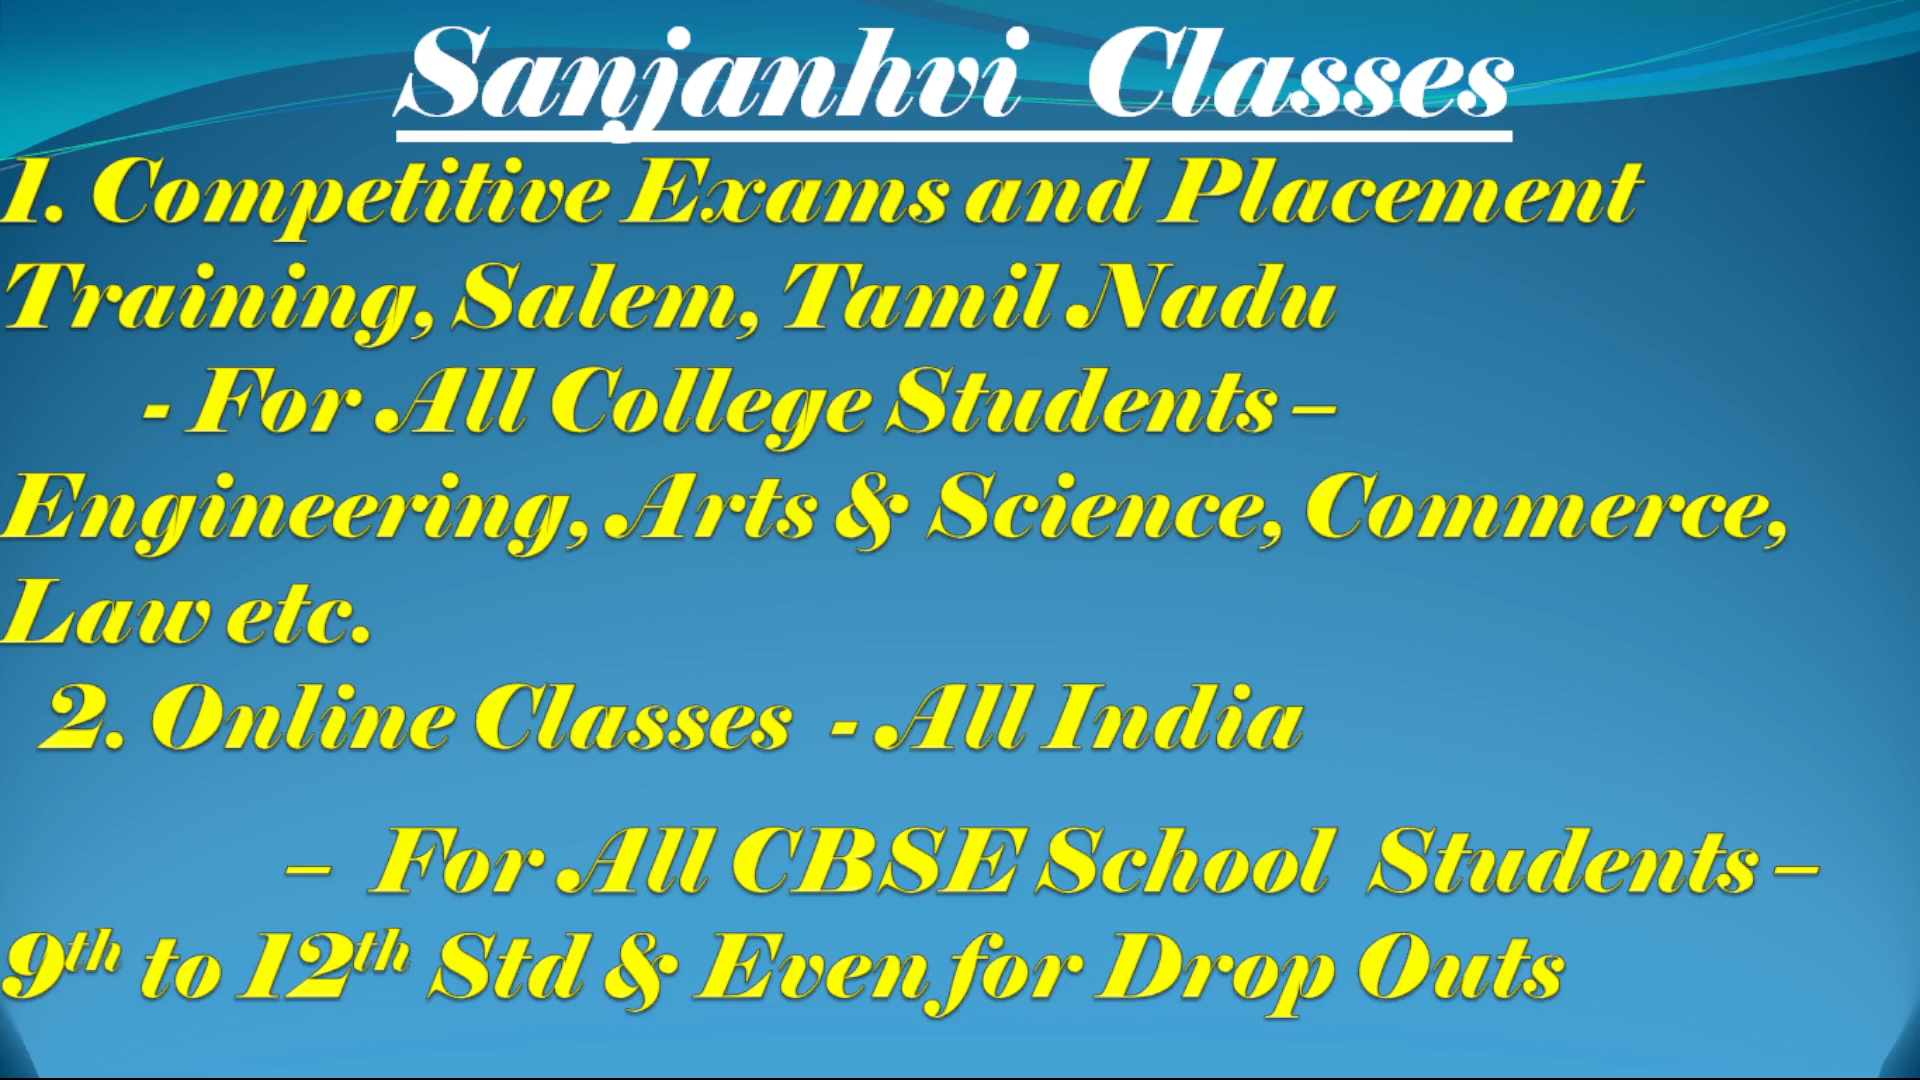 Sanjanhvi Classes
1. Competitive Exams and Placement
Training, Salem, Tamil Nadu
- For All College Students –
Engineering, Arts & Science, Commerce,
Law etc.
2. Online Classes - All India
– For All CBSE School Students –
9th to 12th Std & Even for Drop Outs